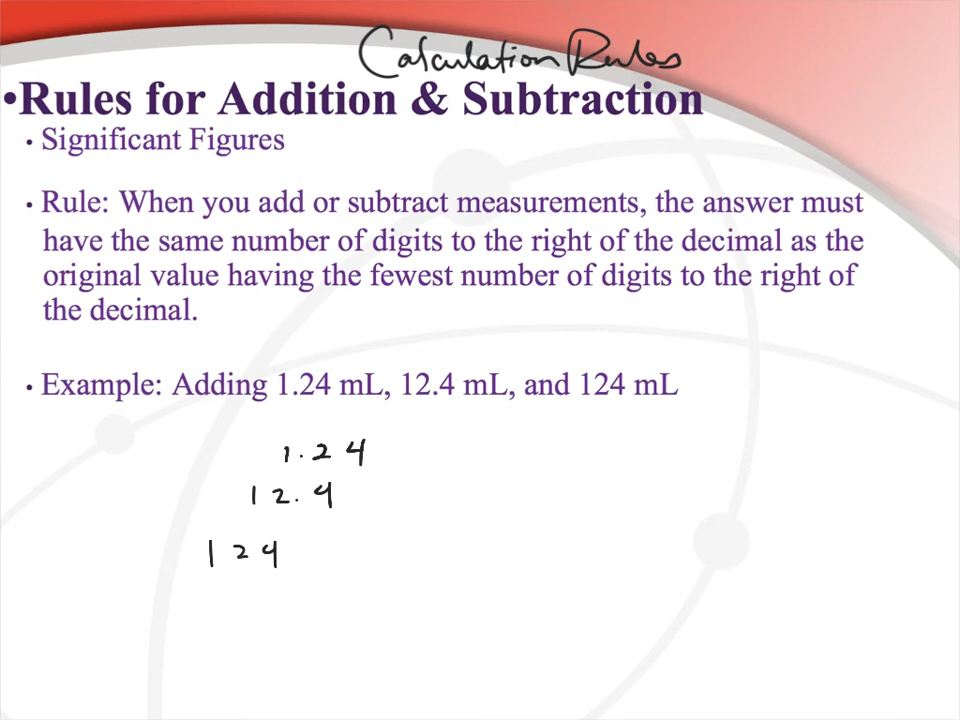 Calculation Rules
•Rules for Addition & Subtraction
• Significant Figures
• Rule: When you add or subtract measurements, the answer must
have the same number of digits to the right of the decimal as the
original value having the fewest number of digits to the right of
the decimal.
• Example: Adding 1.24 mL, 12.4 mL, and 124 mL
1.24
12.4
124